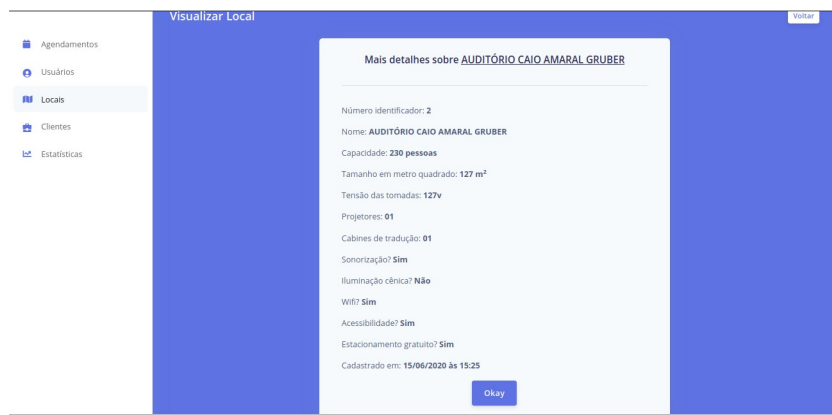 Visualizar Local
Voltar
Agendamentos
Usuários
Locais
Clientes
Estatísticas
Mais detalhes sobre AUDITÓRIO CAIO AMARAL GRUBER
Número identificador: 2
Nome: AUDITÓRIO CAIO AMARAL GRUBER
Capacidade: 230 pessoas
Tamanho em metro quadrado: 127 m²
Tensão das tomadas: 127v
Projetores: 01
Cabines de tradução: 01
Sonorização? Sim
Iluminação cênica? Não
Wifi? Sim
Acessibilidade? Sim
Estacionamento gratuito? Sim
Cadastrado em: 15/06/2020 às 15:25
Okay